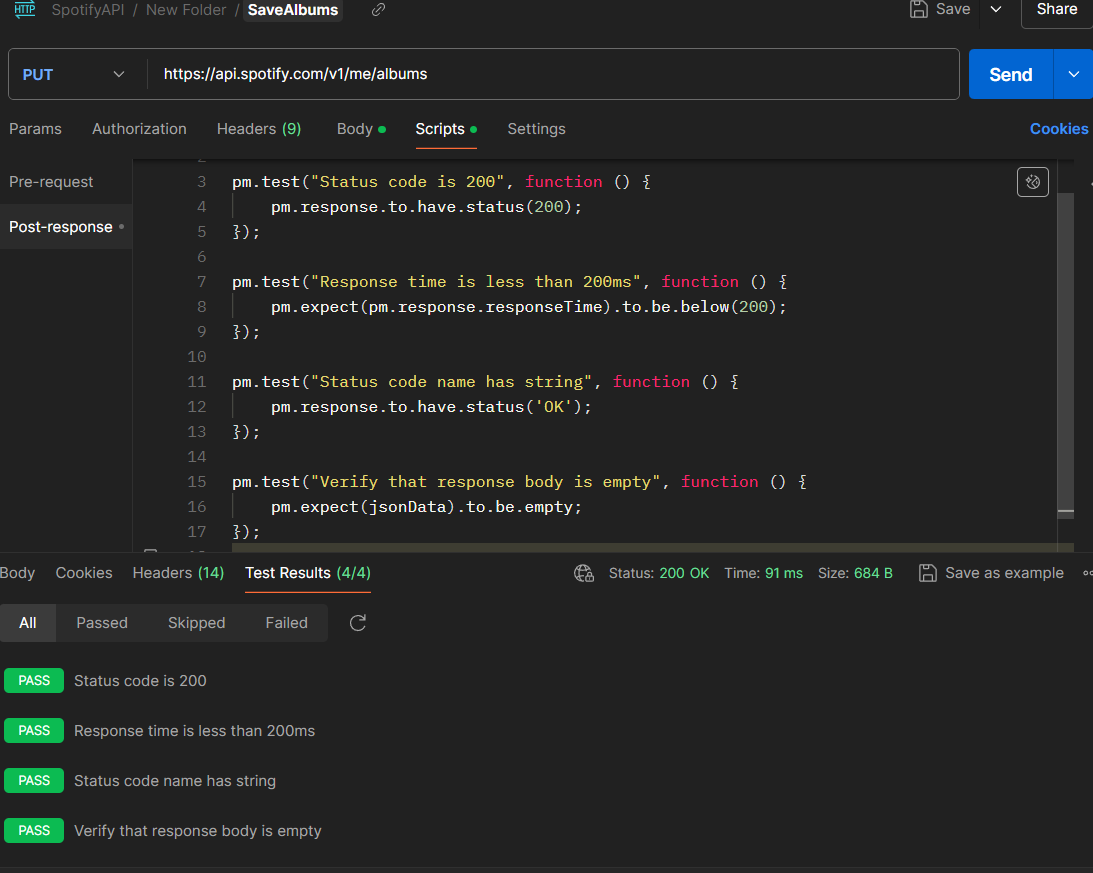 HTTP SpotifyAPI / New Folder / SaveAlbums Save Share
PUT https://api.spotify.com/v1/me/albums Send
Params Authorization Headers (9) Body Scripts Settings Cookies
Pre-request
Post-response
3 pm.test("Status code is 200", function () {
4 pm.response.to.have.status(200);
5 });
6
7 pm.test("Response time is less than 200ms", function () {
8 pm.expect(pm.response.responseTime).to.be.below(200);
9 });
10
11 pm.test("Status code name has string", function () {
12 pm.response.to.have.status('OK');
13 });
14
15 pm.test("Verify that response body is empty", function () {
16 pm.expect(jsonData).to.be.empty;
17 });
Body Cookies Headers (14) Test Results (4/4) Status: 200 OK Time: 91 ms Size: 684 B Save as example
All Passed Skipped Failed
PASS Status code is 200
PASS Response time is less than 200ms
PASS Status code name has string
PASS Verify that response body is empty